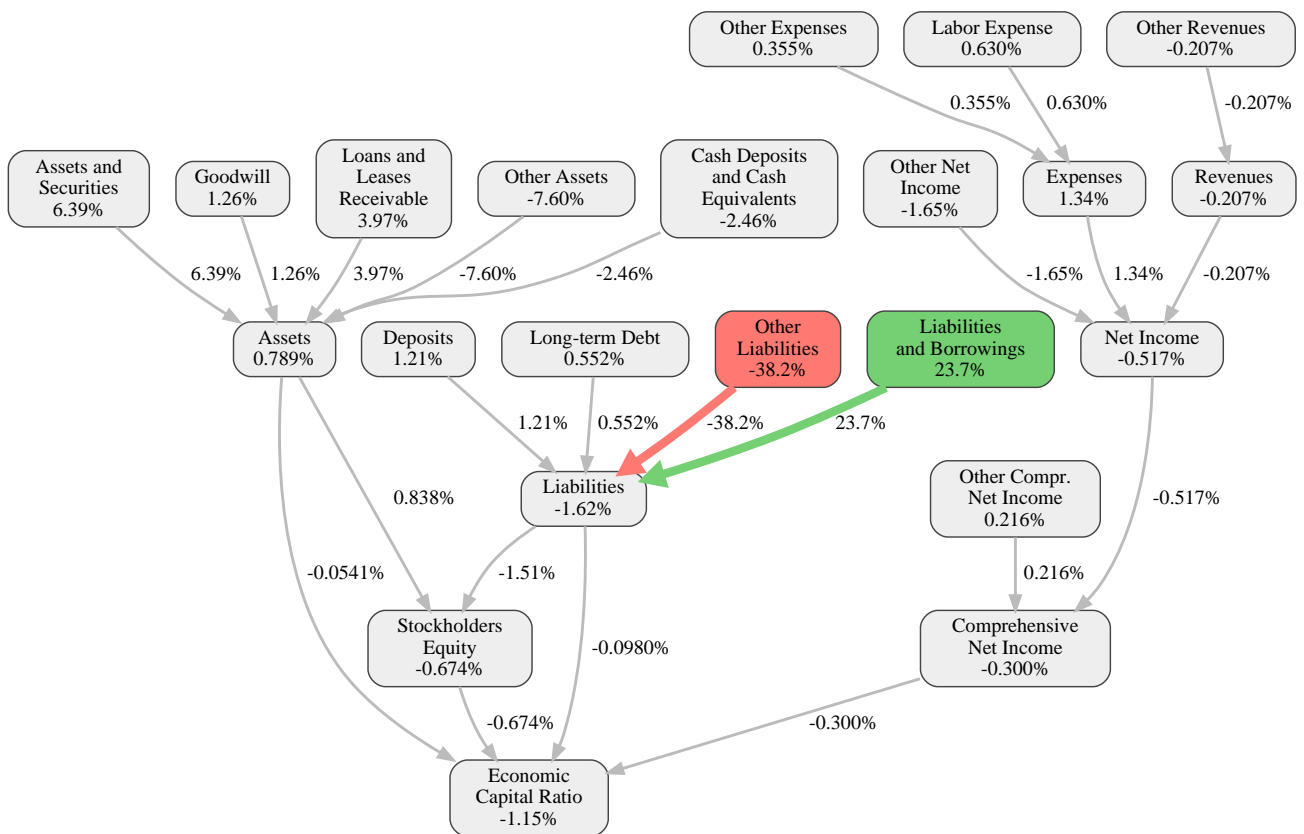 Other Expenses
0.355%
Labor Expense
0.630%
Other Revenues
-0.207%
0.355%
0.630%
-0.207%
Assets and
Securities
6.39%
Goodwill
1.26%
Loans and
Leases
Receivable
3.97%
Other Assets
-7.60%
Cash Deposits
and Cash
Equivalents
-2.46%
Other Net
Income
-1.65%
Expenses
1.34%
Revenues
-0.207%
6.39%
1.26%
3.97%
-7.60%
-2.46%
-1.65%
1.34%
-0.207%
Assets
0.789%
Deposits
1.21%
Long-term Debt
0.552%
Other
Liabilities
-38.2%
Liabilities
and Borrowings
23.7%
Net Income
-0.517%
1.21%
0.552%
-38.2%
23.7%
0.838%
Liabilities
-1.62%
Other Compr.
Net Income
0.216%
-0.517%
-0.0541%
-1.51%
-0.0980%
0.216%
Stockholders
Equity
-0.674%
Comprehensive
Net Income
-0.300%
-0.674%
-0.300%
Economic
Capital Ratio
-1.15%